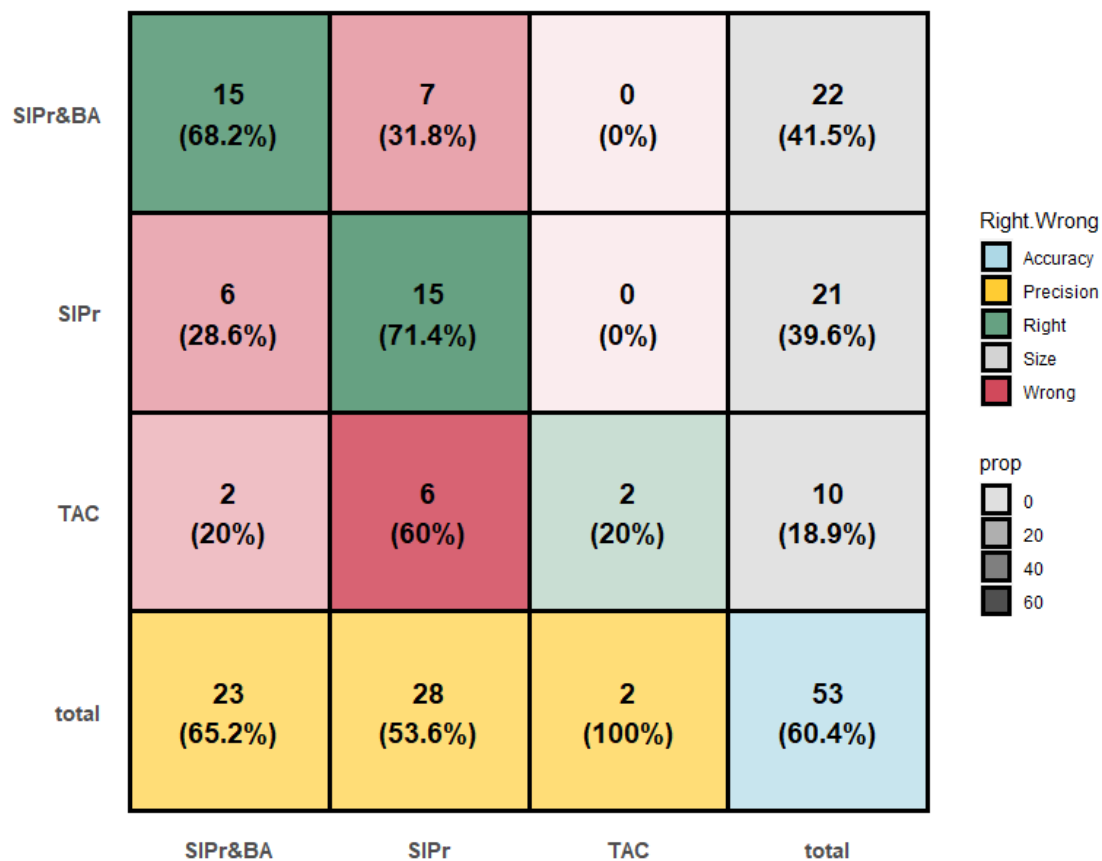 SIPr&BA
15
(68.2%)
7
(31.8%)
0
(0%)
22
(41.5%)
SIPr
6
(28.6%)
15
(71.4%)
0
(0%)
21
(39.6%)
TAC
2
(20%)
6
(60%)
2
(20%)
10
(18.9%)
total
23
(65.2%)
28
(53.6%)
2
(100%)
53
(60.4%)
SIPr&BA
SIPr
TAC
total
Right.Wrong
Accuracy
Precision
Right
Size
Wrong
prop
0
20
40
60